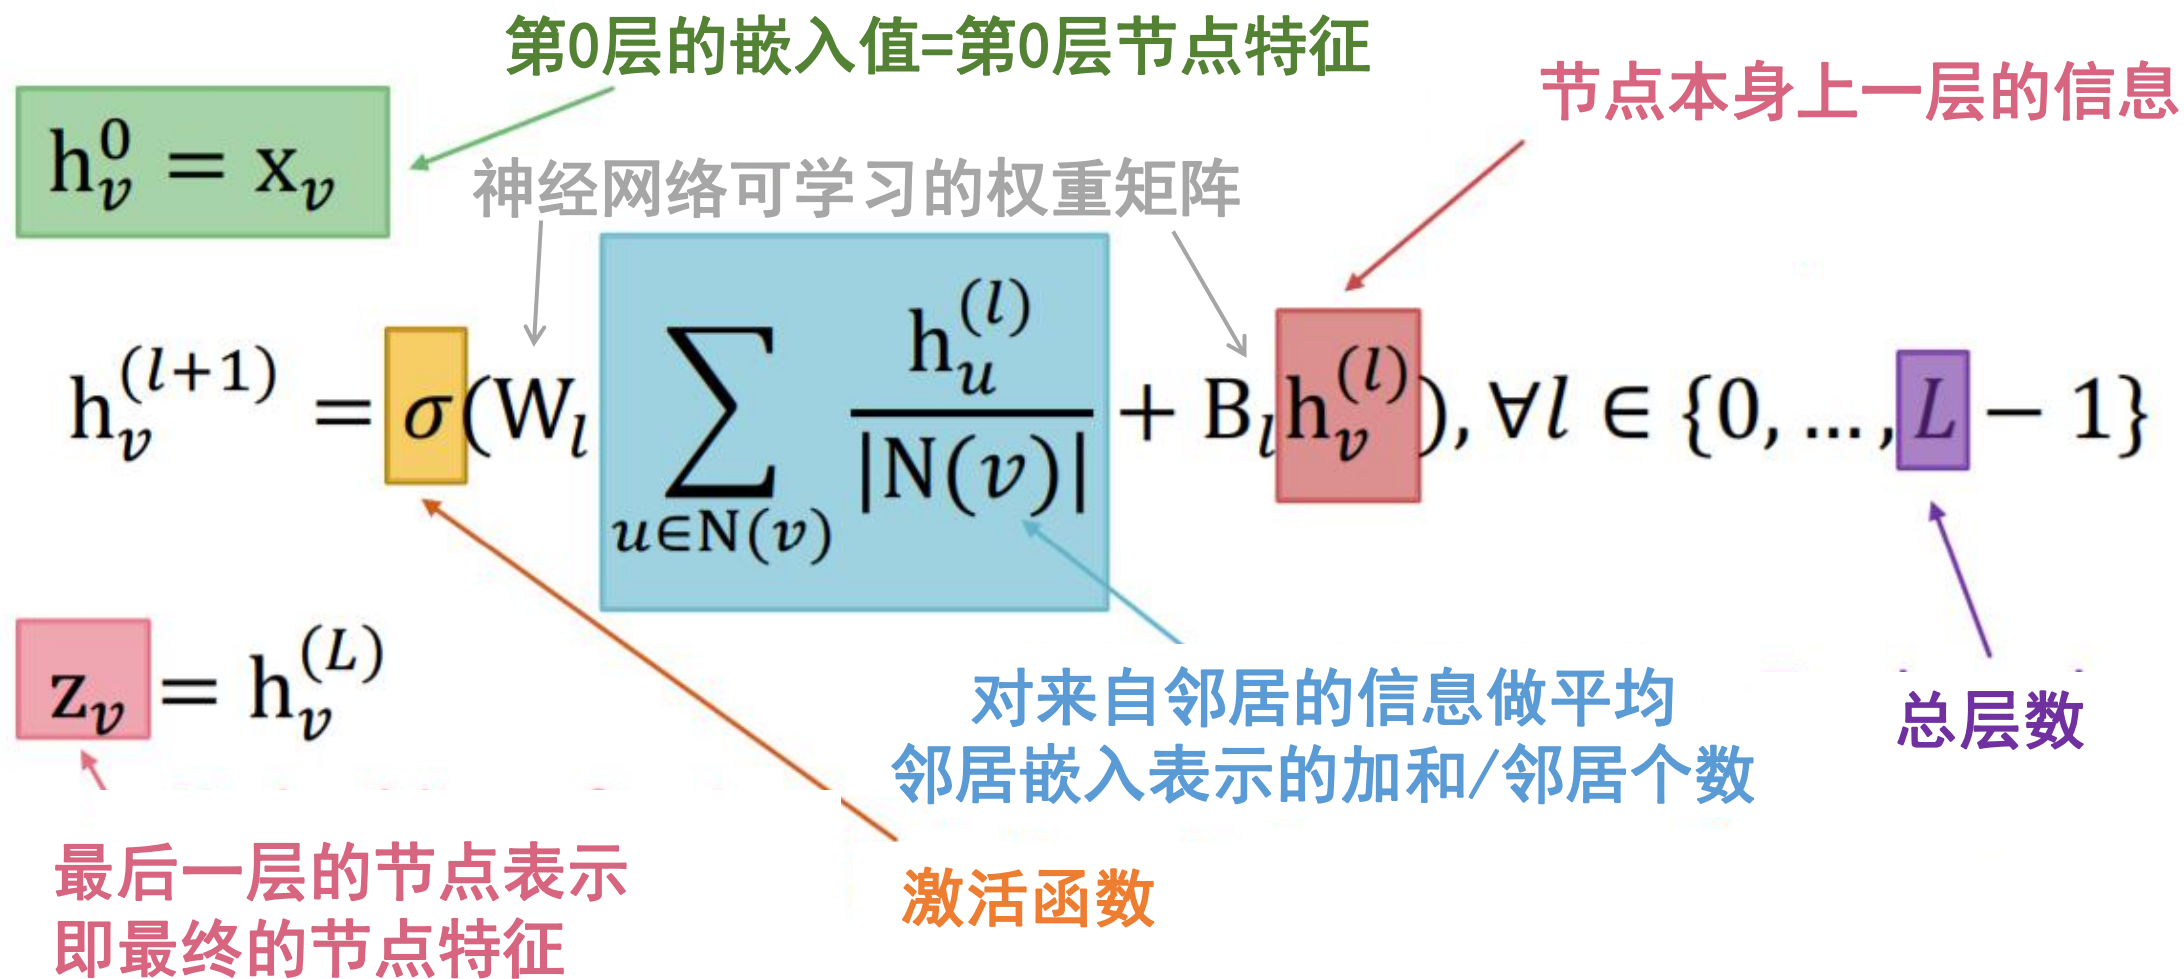 第0层的嵌入值=第0层节点特征
节点本身上一层的信息
h_v^0 = x_v
神经网络可学习的权重矩阵
h_v^{(l+1)} = σ(W_l ∑_{u∈N(v)} h_u^{(l)} / |N(v)| + B_l h_v^{(l)}), ∀l ∈ {0, ..., L − 1}
z_v = h_v^{(L)}
对来自邻居的信息做平均
邻居嵌入表示的加和/邻居个数
总层数
最后一层的节点表示
即最终的节点特征
激活函数